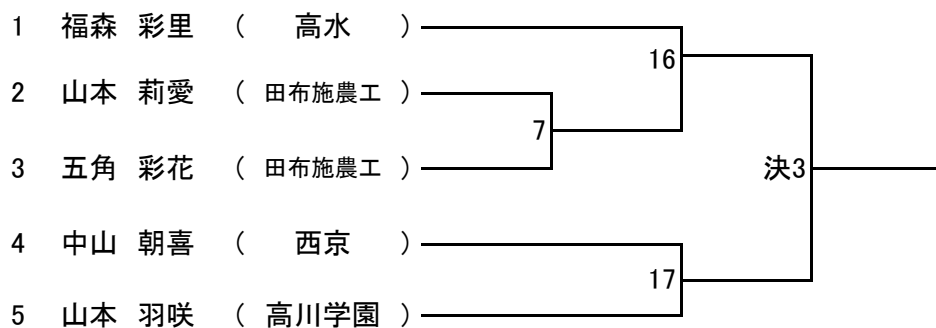 1 福森 彩里 ( 高水 )
16
2 山本 莉愛 ( 田布施農工 )
7
3 五角 彩花 ( 田布施農工 )
決3
4 中山 朝喜 ( 西京 )
17
5 山本 羽咲 ( 高川学園 )